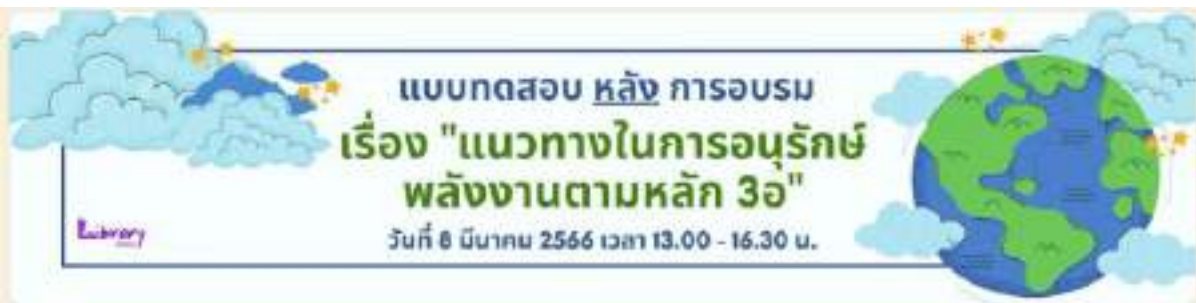 แบบทดสอบ หลัง การอบรม
เรื่อง "แนวทางในการอนุรักษ์
พลังงานตามหลัก 3อ"
วันที่ 8 มีนาคม 2566 เวลา 13.00 - 16.30 น.
Library